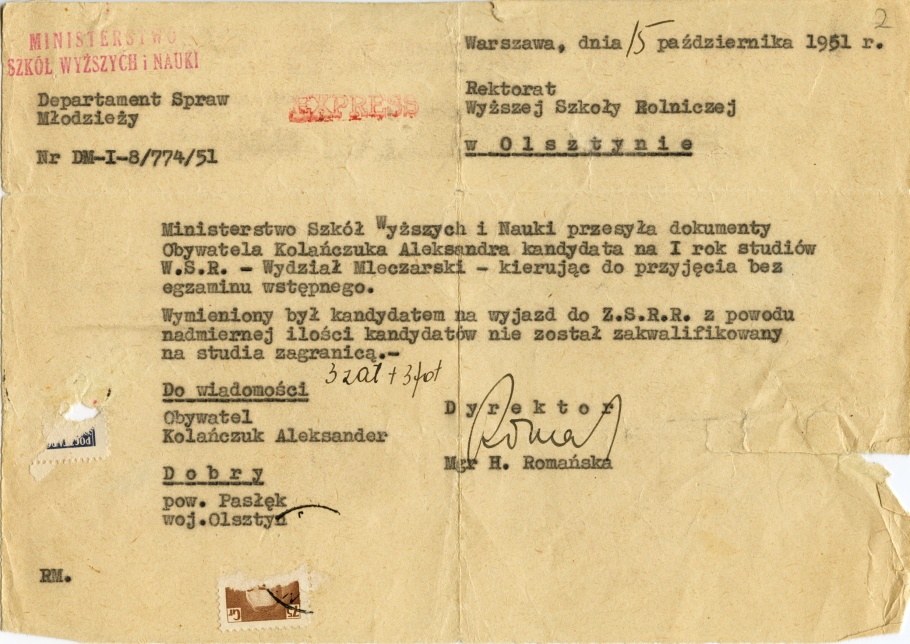 2
MINISTERSTWO
SZKÓŁ WYŻSZYCH i NAUKI
Warszawa, dnia 15 października 1951 r.
Departament Spraw
Młodzieży
EXPRESS
Rektorat
Wyższej Szkoły Rolniczej
w Olsztynie
Nr DM-I-8/774/51
Ministerstwo Szkół Wyższych i Nauki przesyła dokumenty
Obywatela Kolańczuka Aleksandra kandydata na I rok studiów
W.S.R. - Wydział Mleczarski - kierując do przyjęcia bez
egzaminu wstępnego.
Wymieniony był kandydatem na wyjazd do Z.S.R.R. z powodu
nadmiernej ilości kandydatów nie został zakwalifikowany
na studia zagranicą.-
3 zał + 3 fot
Do wiadomości
Obywatel
Kolańczuk Aleksander
Dobry
pow. Pasłęk
woj.Olsztyn
Dyrektor
Mgr H. Romańska
RM.
75
Gr